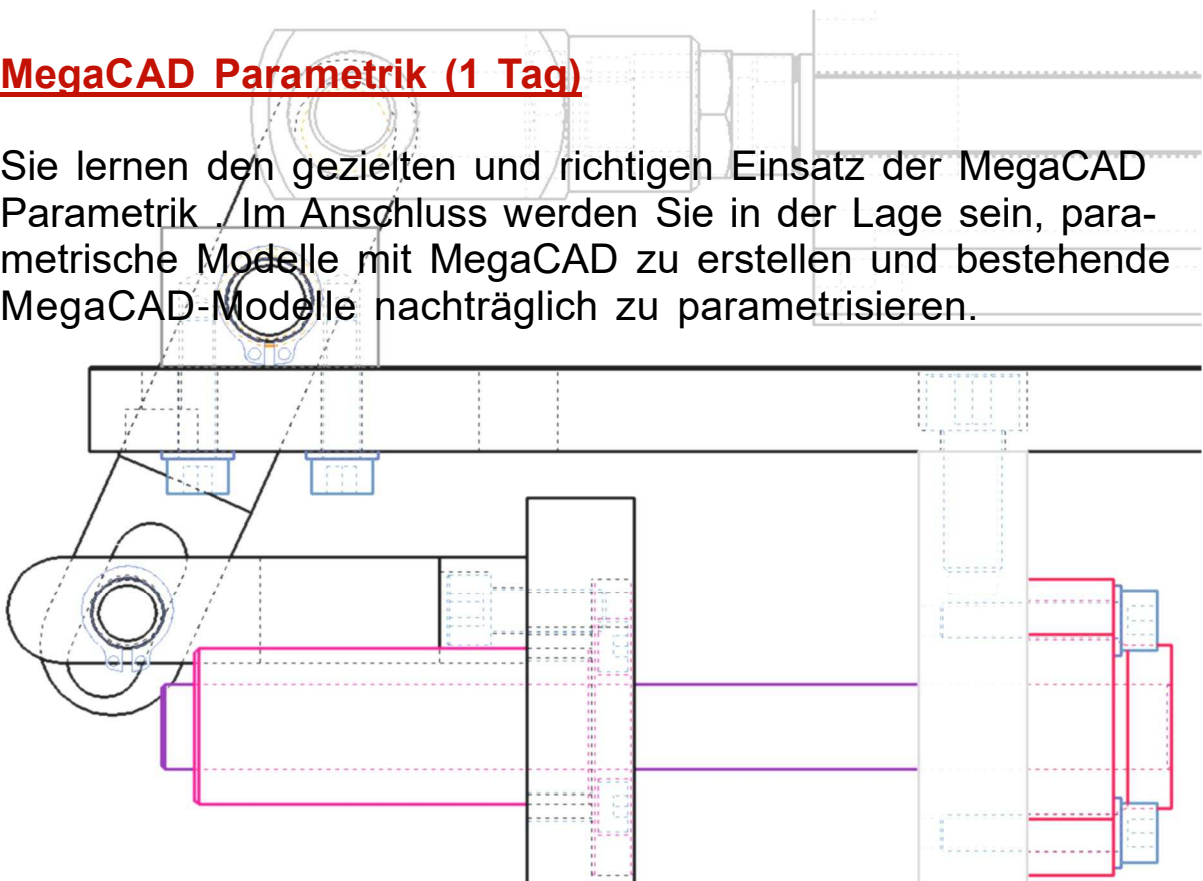 MegaCAD Parametrik (1 Tag)
Sie lernen den gezielten und richtigen Einsatz der MegaCAD
Parametrik . Im Anschluss werden Sie in der Lage sein, para-
metrische Modelle mit MegaCAD zu erstellen und bestehende
MegaCAD-Modelle nachträglich zu parametrisieren.